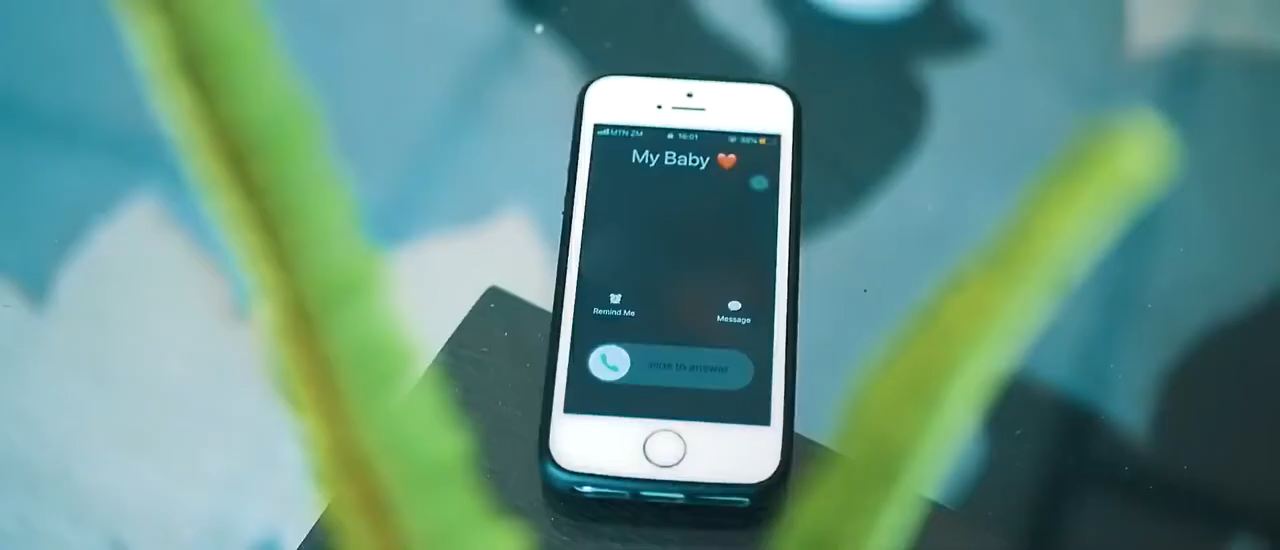 MTN ZM 16:01
My Baby ❤️
Remind Me
Message
slide to answer